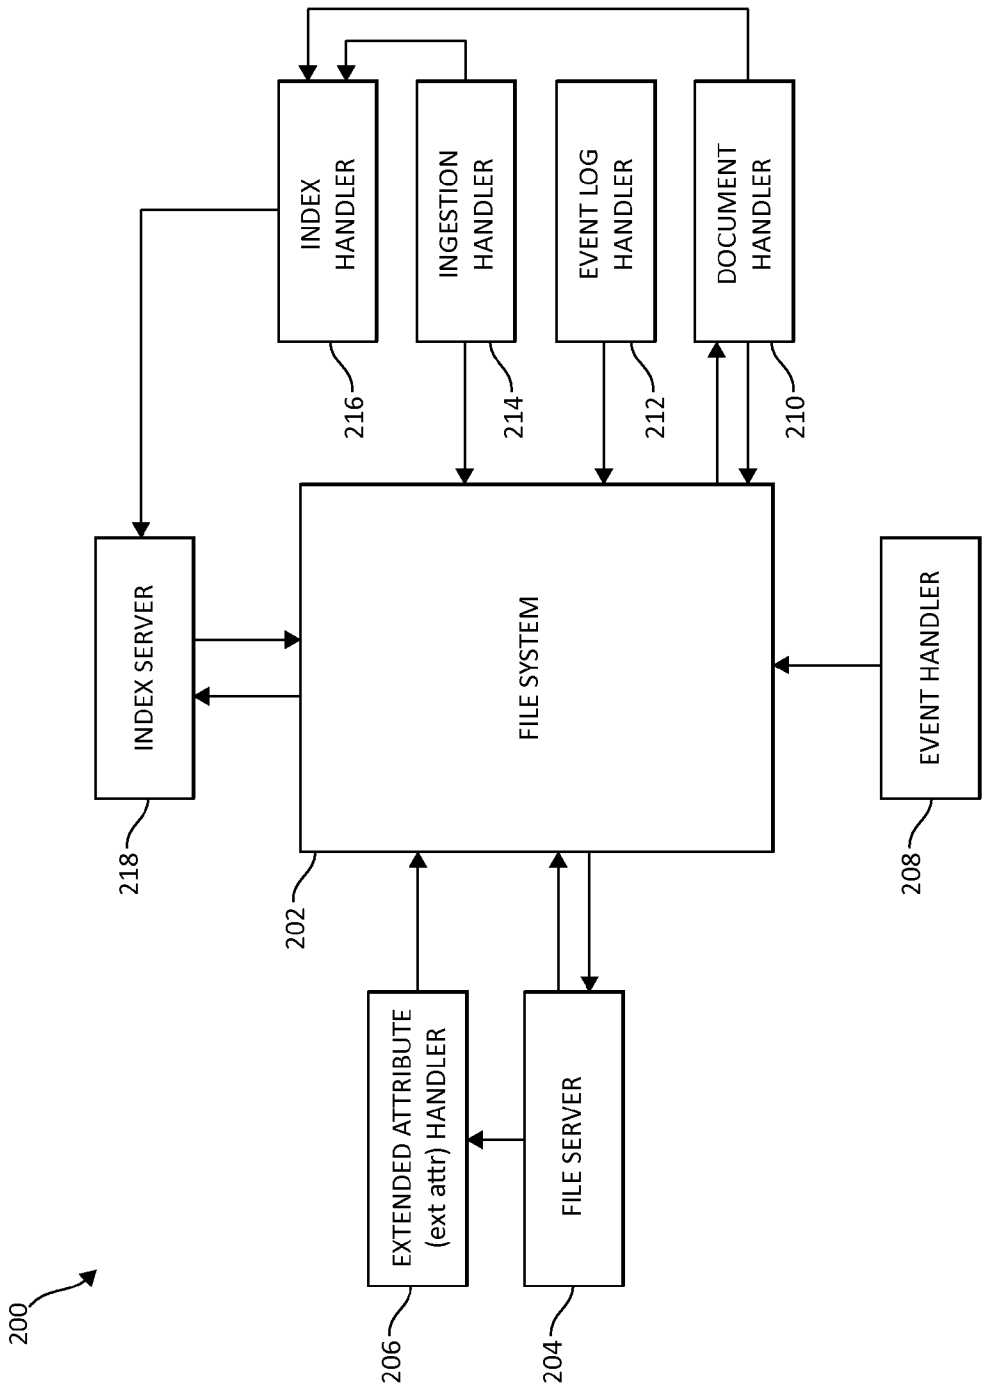 200
INDEX SERVER
218
INDEX
HANDLER
216
INGESTION
HANDLER
214
EVENT LOG
HANDLER
212
DOCUMENT
HANDLER
210
FILE SYSTEM
202
EXTENDED ATTRIBUTE
(ext attr) HANDLER
206
FILE SERVER
204
EVENT HANDLER
208